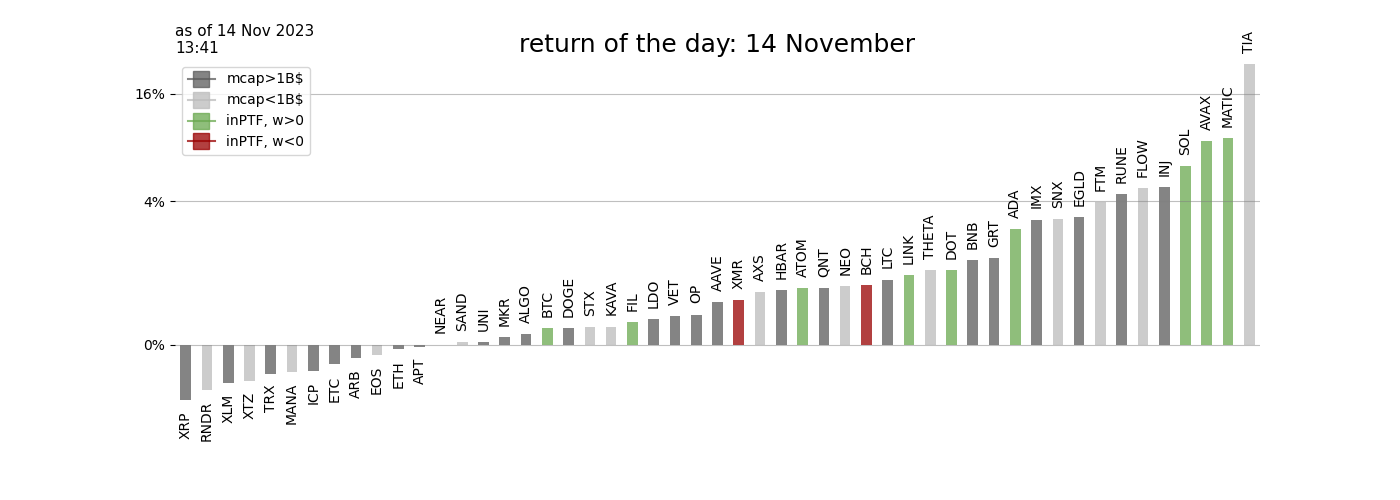 as of 14 Nov 2023
13:41
return of the day: 14 November
mcap>1B$
mcap<1B$
inPTF, w>0
inPTF, w<0
16%
4%
0%
XRP
RNDR
XLM
XTZ
TRX
MANA
ICP
ETC
ARB
EOS
ETH
APT
NEAR
SAND
UNI
MKR
ALGO
BTC
DOGE
STX
KAVA
FIL
LDO
VET
OP
AAVE
XMR
AXS
HBAR
ATOM
QNT
NEO
BCH
LTC
LINK
THETA
DOT
BNB
GRT
ADA
IMX
SNX
EGLD
FTM
RUNE
FLOW
INJ
SOL
AVAX
MATIC
TIA